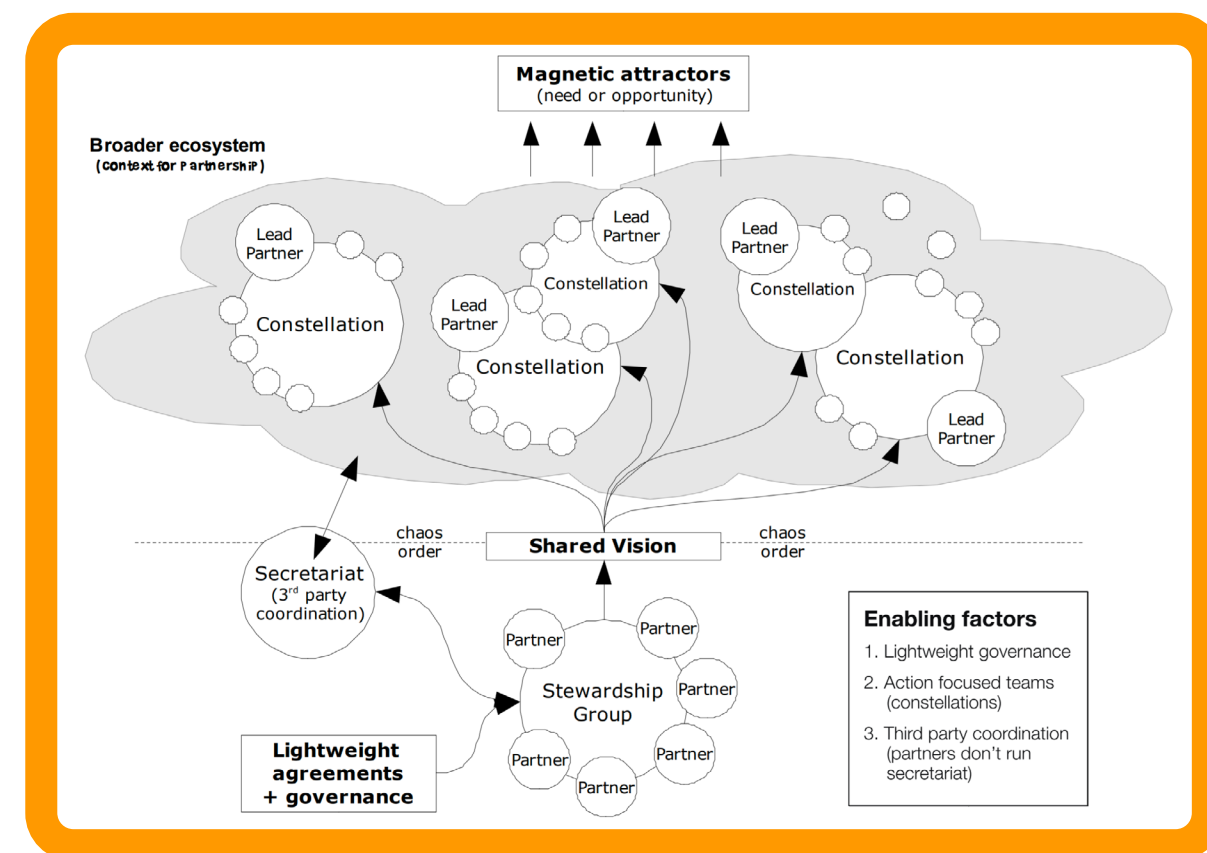 Magnetic attractors
(need or opportunity)
Broader ecosystem
(context for Partnership)
Lead
Partner
Constellation
Lead
Partner
Constellation
Lead
Partner
Constellation
Lead
Partner
Constellation
Constellation
Lead
Partner
chaos
order
Shared Vision
chaos
order
Secretariat
(3rd party
coordination)
Partner
Partner
Partner
Partner
Partner
Partner
Stewardship
Group
Lightweight
agreements
+ governance
Enabling factors
1. Lightweight governance
2. Action focused teams
(constellations)
3. Third party coordination
(partners don't run
secretariat)